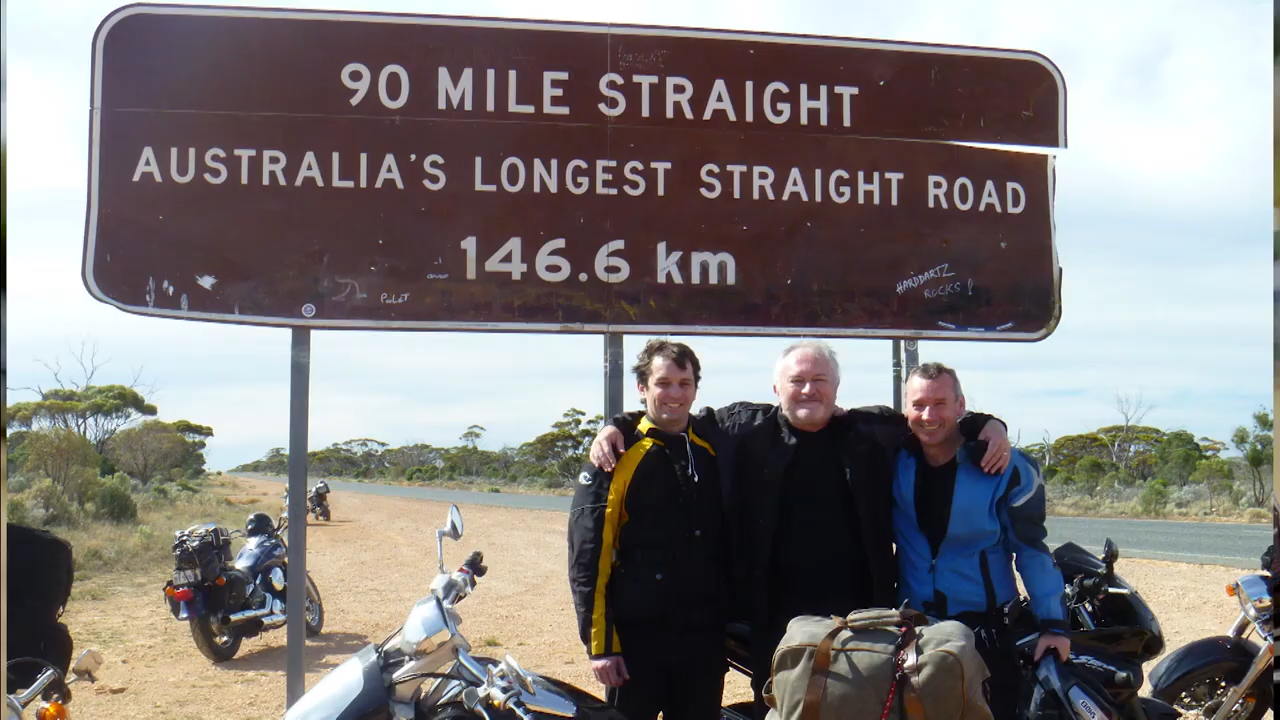 90 MILE STRAIGHT
AUSTRALIA'S LONGEST STRAIGHT ROAD
146.6 km
HARDDARTZ
ROCKS !